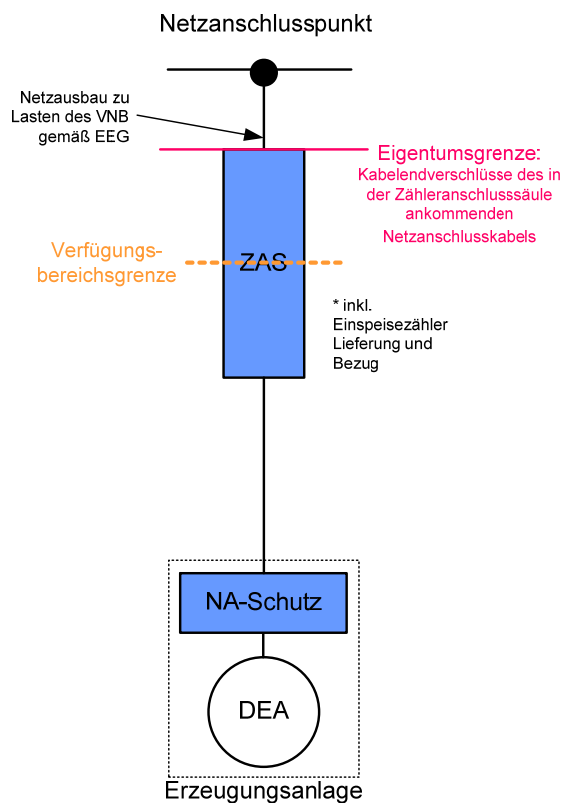 Netzanschlusspunkt
Netzausbau zu
Lasten des VNB
gemäß EEG
Eigentumsgrenze:
Kabelendverschlüsse des in
der Zähleranschlusssäule
ankommenden
Netzanschlusskabels
Verfügungs-
bereichsgrenze
ZAS
* inkl.
Einspeisezähler
Lieferung und
Bezug
NA-Schutz
DEA
Erzeugungsanlage